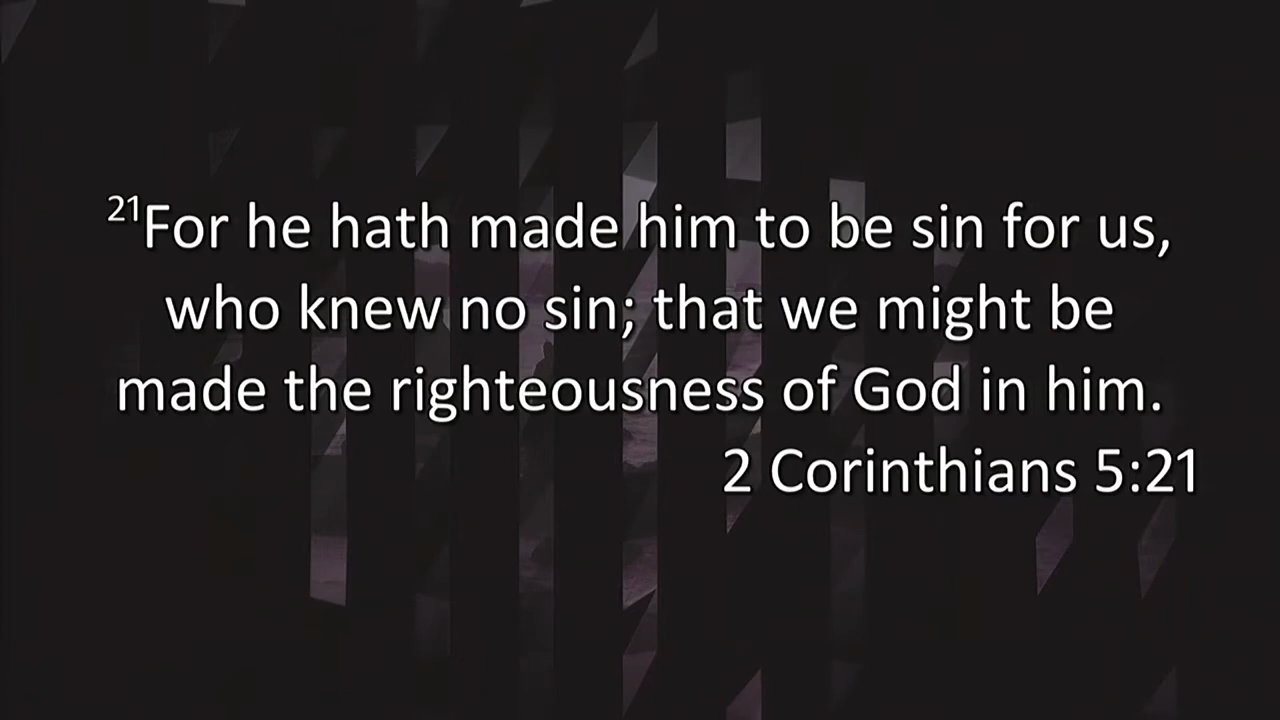 21For he hath made him to be sin for us,
who knew no sin; that we might be
made the righteousness of God in him.
2 Corinthians 5:21